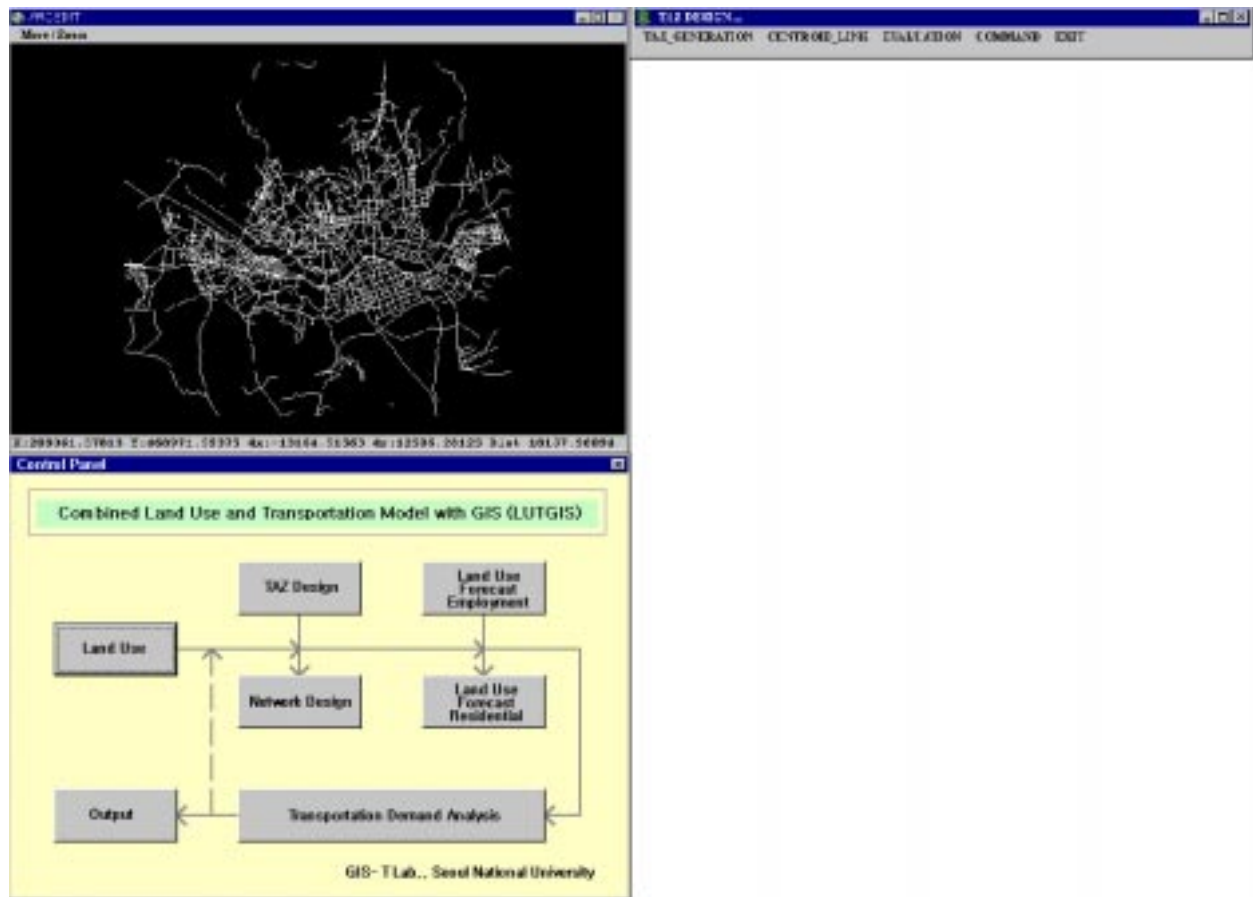 ARCEDIT
Move/Zoom
TAZ DESIGN...
TAZ_GENERATION CENTROID_LINK EVALUATION COMMAND EXIT
Control Panel
Combined Land Use and Transportation Model with GIS (LUTGIS)
TAZ Design
Land Use
Forecast
Employment
Land Use
Network Design
Land Use
Forecast
Residential
Output
Transportation Demand Analysis
GIS-T Lab., Seoul National University